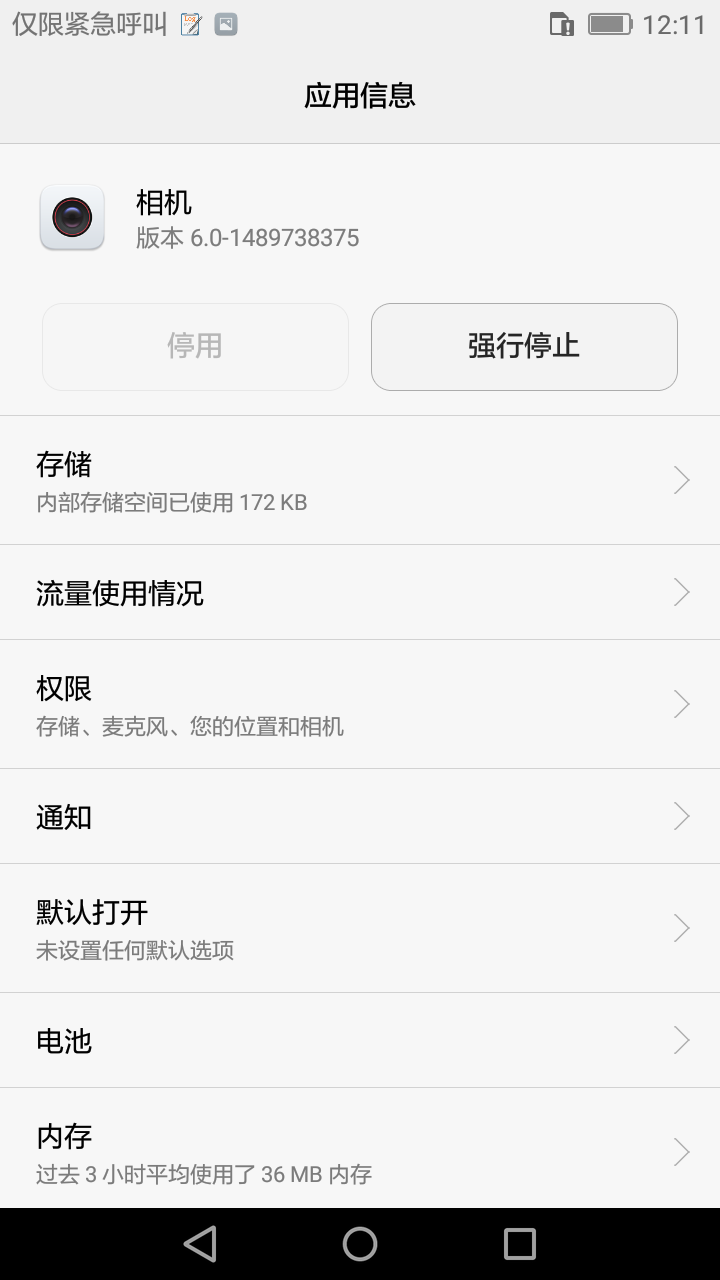 仅限紧急呼叫 12:11
应用信息
相机
版本 6.0-1489738375
停用 强行停止
存储
内部存储空间已使用 172 KB
流量使用情况
权限
存储、麦克风、您的位置和相机
通知
默认打开
未设置任何默认选项
电池
内存
过去 3 小时平均使用了 36 MB 内存